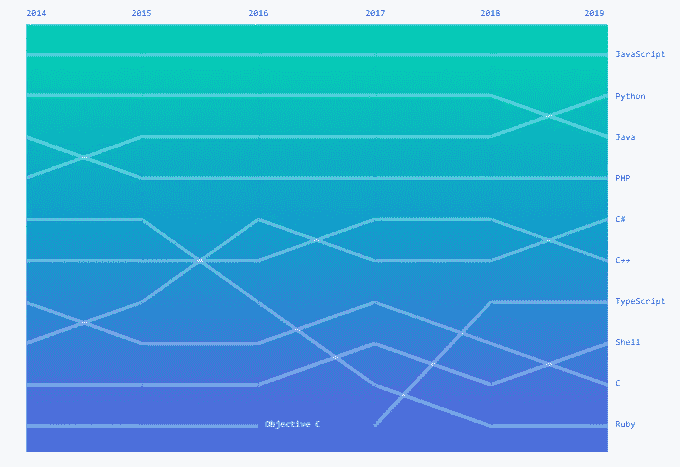 2014 2015 2016 2017 2018 2019
JavaScript
Python
Java
PHP
C#
C++
TypeScript
Shell
C
Objective C Ruby